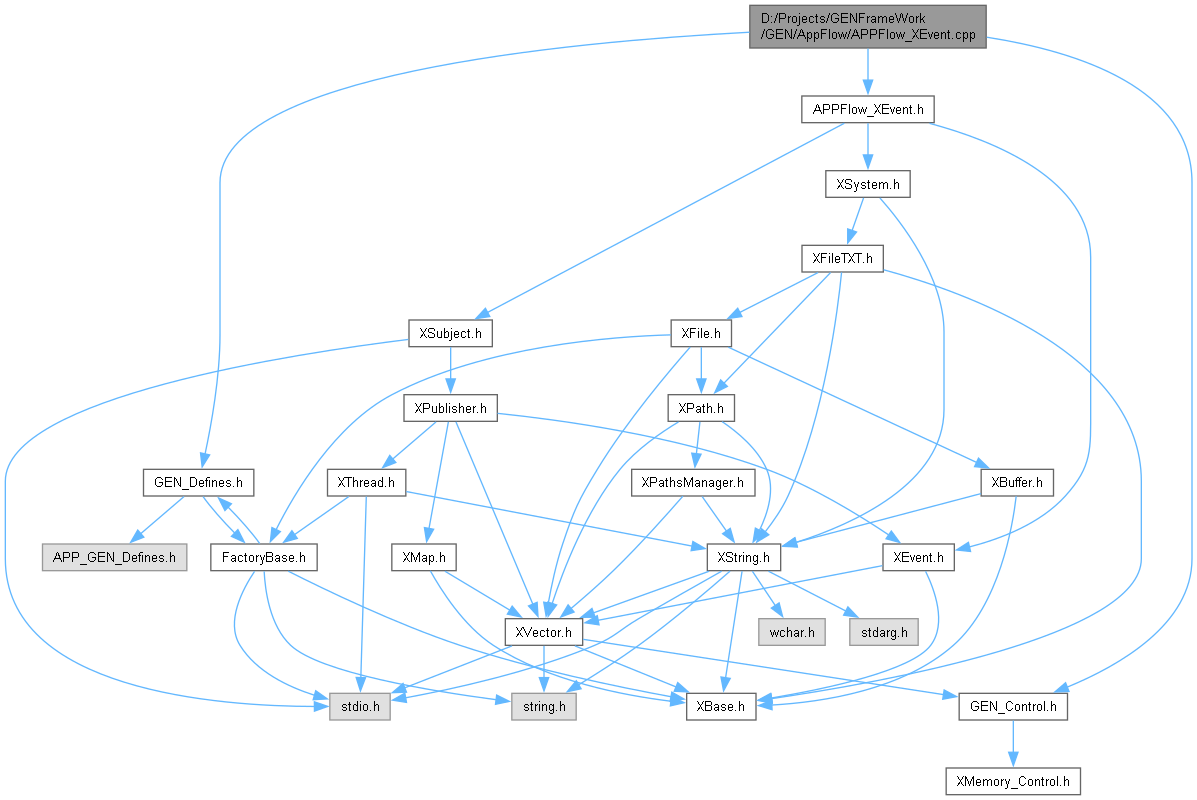 D:/Projects/GENFrameWork
/GEN/AppFlow/APPFlow_XEvent.cpp
APPFlow_XEvent.h
XSystem.h
XFileTXT.h
XSubject.h
XFile.h
XPublisher.h
XPath.h
GEN_Defines.h
XThread.h
XPathsManager.h
XBuffer.h
APP_GEN_Defines.h
FactoryBase.h
XMap.h
XString.h
XEvent.h
XVector.h
wchar.h
stdarg.h
stdio.h
string.h
XBase.h
GEN_Control.h
XMemory_Control.h